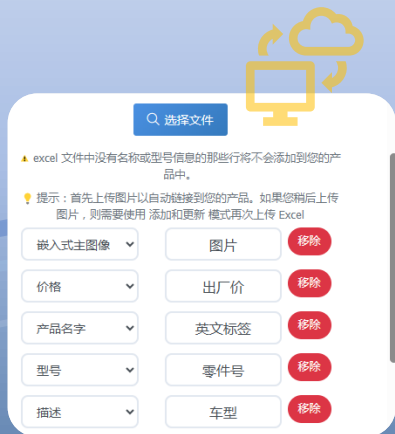 选择文件
excel 文件中没有名称或型号信息的那些行将不会添加到您的产
品中。
提示：首先上传图片以自动链接到您的产品。如果您稍后上传
图片，则需要使用 添加和更新 模式再次上传 Excel
嵌入式主图像 图片 移除
价格 出厂价 移除
产品名字 英文标签 移除
型号 零件号 移除
描述 车型 移除